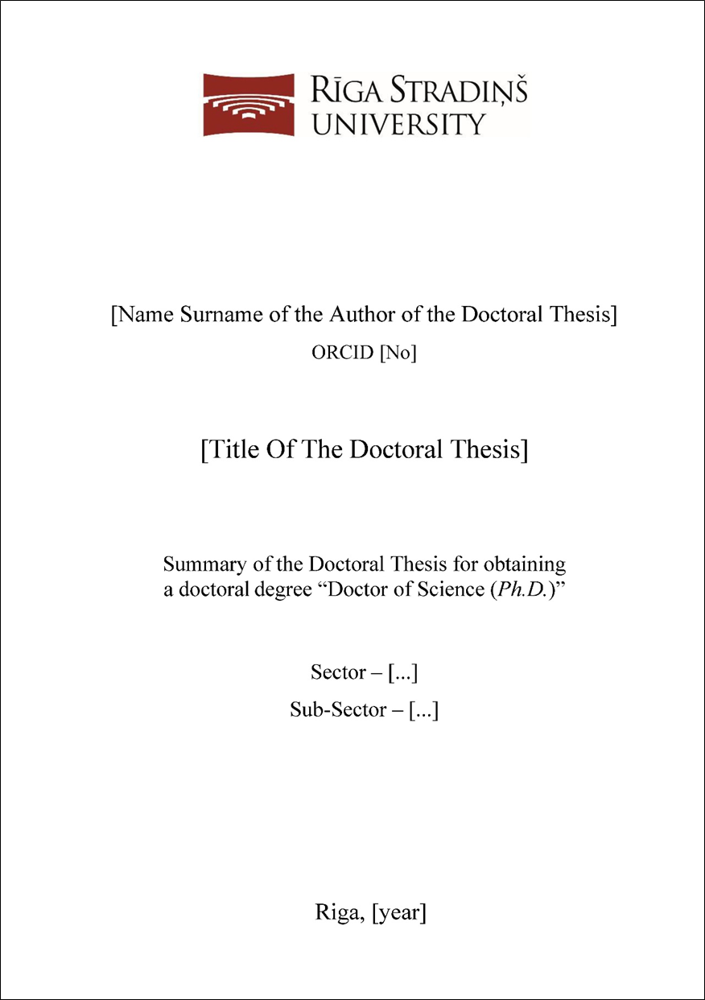 RĪGA STRADIŅŠ
UNIVERSITY
[Name Surname of the Author of the Doctoral Thesis]
ORCID [No]
[Title Of The Doctoral Thesis]
Summary of the Doctoral Thesis for obtaining
a doctoral degree “Doctor of Science (Ph.D.)”
Sector – [...]
Sub-Sector – [...]
Riga, [year]